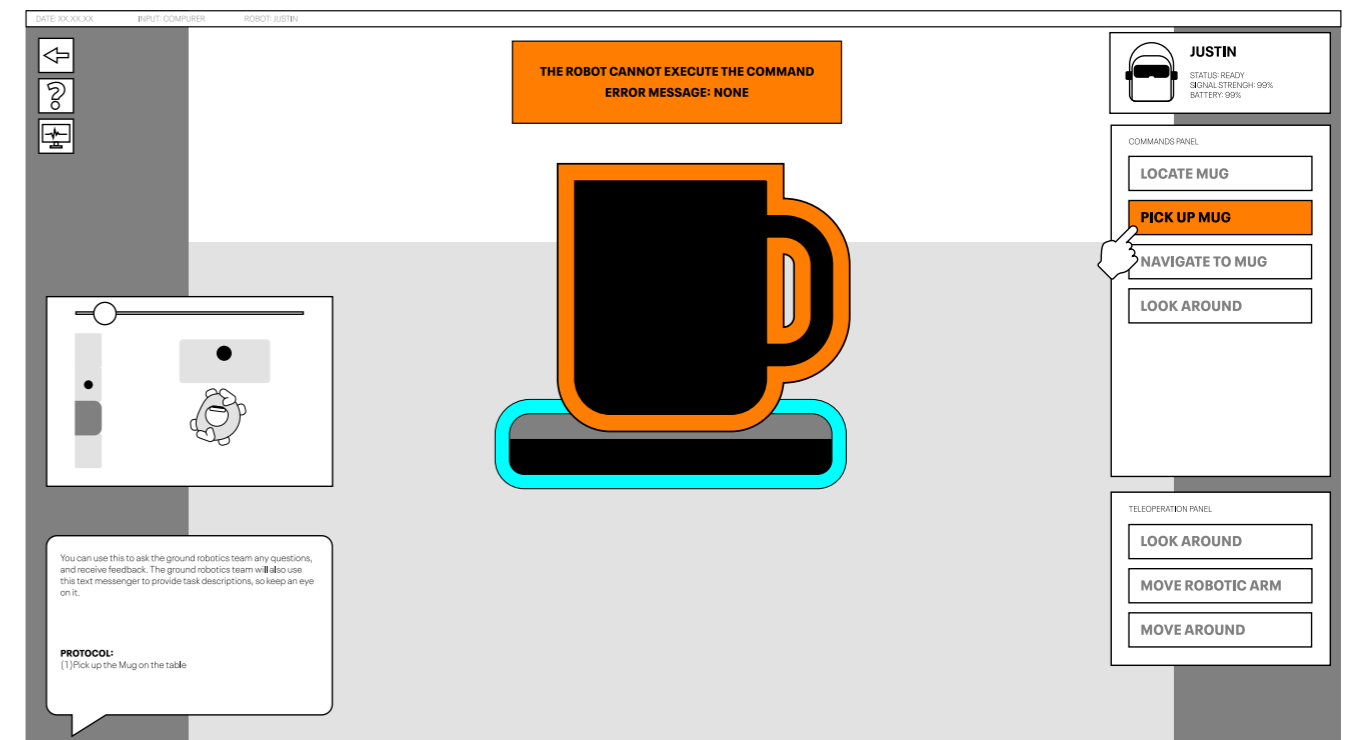 DATE: XX.XX.XX INPUT: COMPURER ROBOT: JUSTIN
THE ROBOT CANNOT EXECUTE THE COMMAND
ERROR MESSAGE: NONE
JUSTIN
STATUS: READY
SIGNAL STRENGH: 99%
BATTERY: 99%
COMMANDS PANEL
LOCATE MUG
PICK UP MUG
NAVIGATE TO MUG
LOOK AROUND
You can use this to ask the ground robotics team any questions,
and receive feedback. The ground robotics team will also use
this text messenger to provide task descriptions, so keep an eye
on it.
PROTOCOL:
(1)Pick up the Mug on the table
TELEOPERATION PANEL
LOOK AROUND
MOVE ROBOTIC ARM
MOVE AROUND